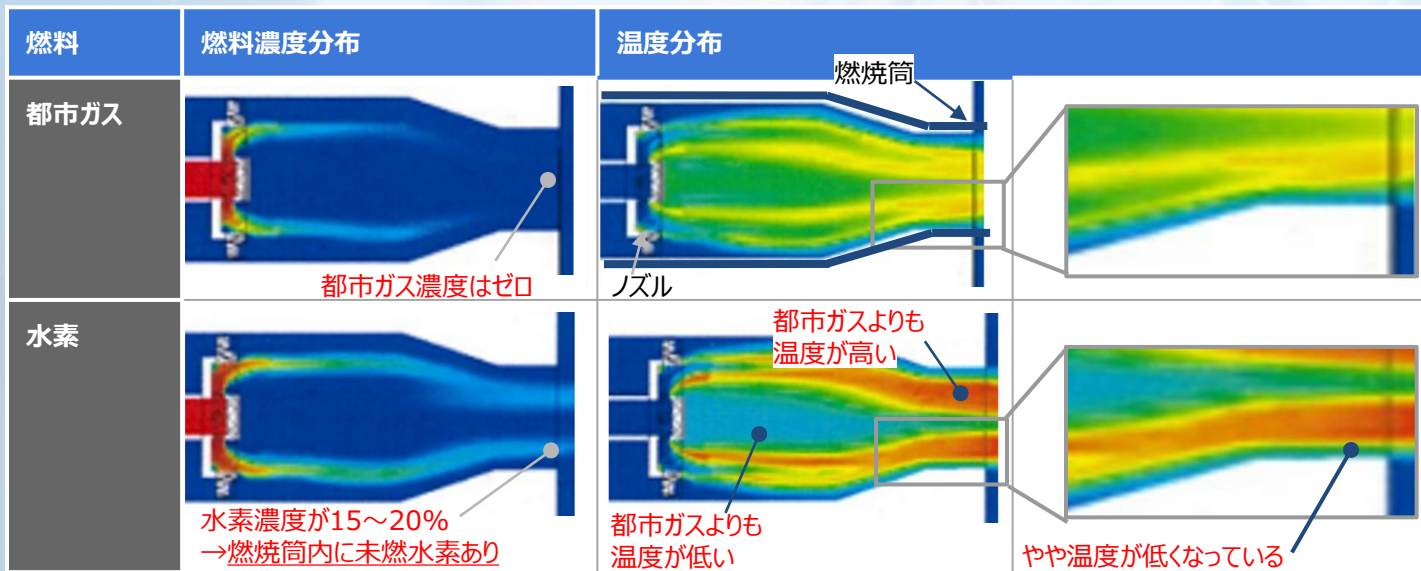 燃料
燃料濃度分布
温度分布
都市ガス
都市ガス濃度はゼロ
燃焼筒
ノズル
水素
水素濃度が15～20%
→燃焼筒内に未燃水素あり
都市ガスよりも
温度が高い
都市ガスよりも
温度が低い
やや温度が低くなっている